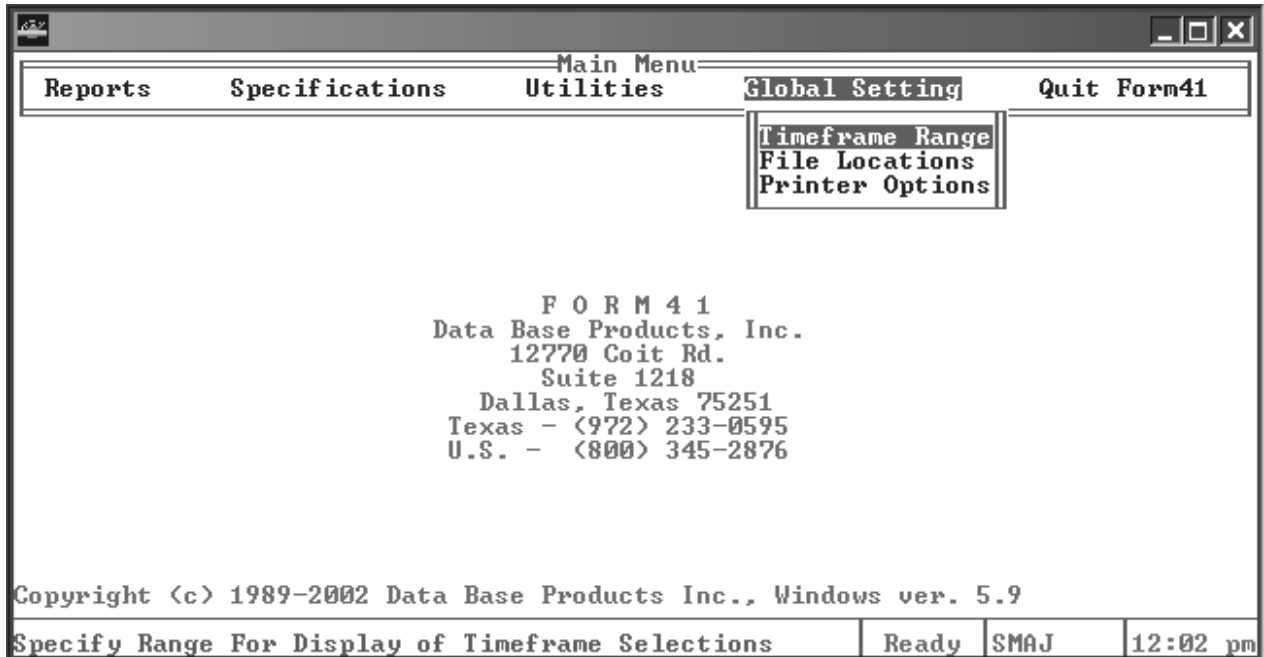 Main Menu
Reports Specifications Utilities Global Setting Quit Form41
Timeframe Range
File Locations
Printer Options
F O R M 4 1
Data Base Products, Inc.
12770 Coit Rd.
Suite 1218
Dallas, Texas 75251
Texas - (972) 233-0595
U.S. - (800) 345-2876
Copyright (c) 1989-2002 Data Base Products Inc., Windows ver. 5.9
Specify Range For Display of Timeframe Selections Ready SMAJ 12:02 pm